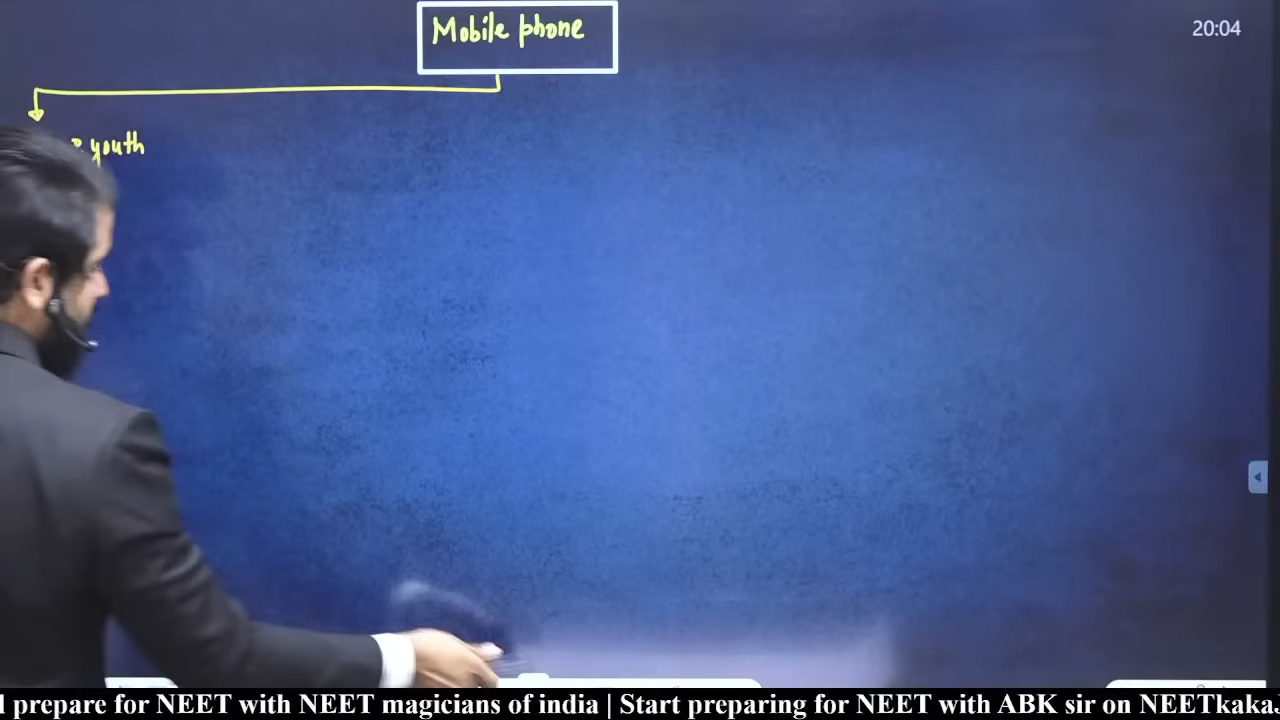 Mobile phone
20:04
youth
prepare for NEET with NEET magicians of india | Start preparing for NEET with ABK sir on NEETkaka